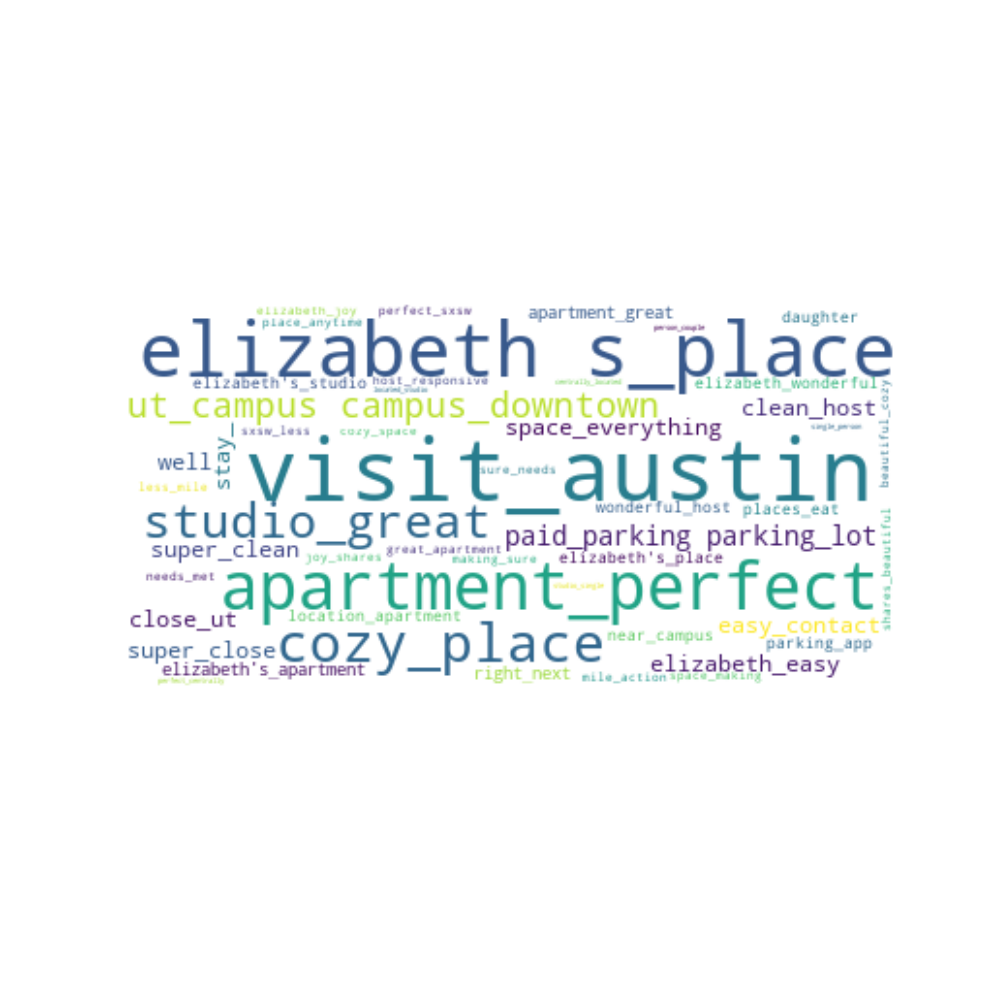 elizabeth_joy
perfect_sxsw
apartment_great
daughter
place_anytime
person_couple
elizabeth s_place
elizabeth's_studio
host_responsive
centrally_located
elizabeth_wonderful
located_studio
ut_campus campus_downtown
clean_host
beautiful_cozy
stay_
sxsw_less
cozy_space
space_everything
single_person
visit_austin
well
sure_needs
less_mile
studio_great
wonderful_host
places_eat
paid_parking parking_lot
super_clean
joy_shares
great_apartment
making_sure
elizabeth's_place
shares_beautiful
needs_met
apartment_perfect
studio_single
close_ut
location_apartment
easy_contact
super_close
cozy_place
near_campus
parking_app
elizabeth's_apartment
right_next
elizabeth_easy
mile_action
space_making
perfect_centrally